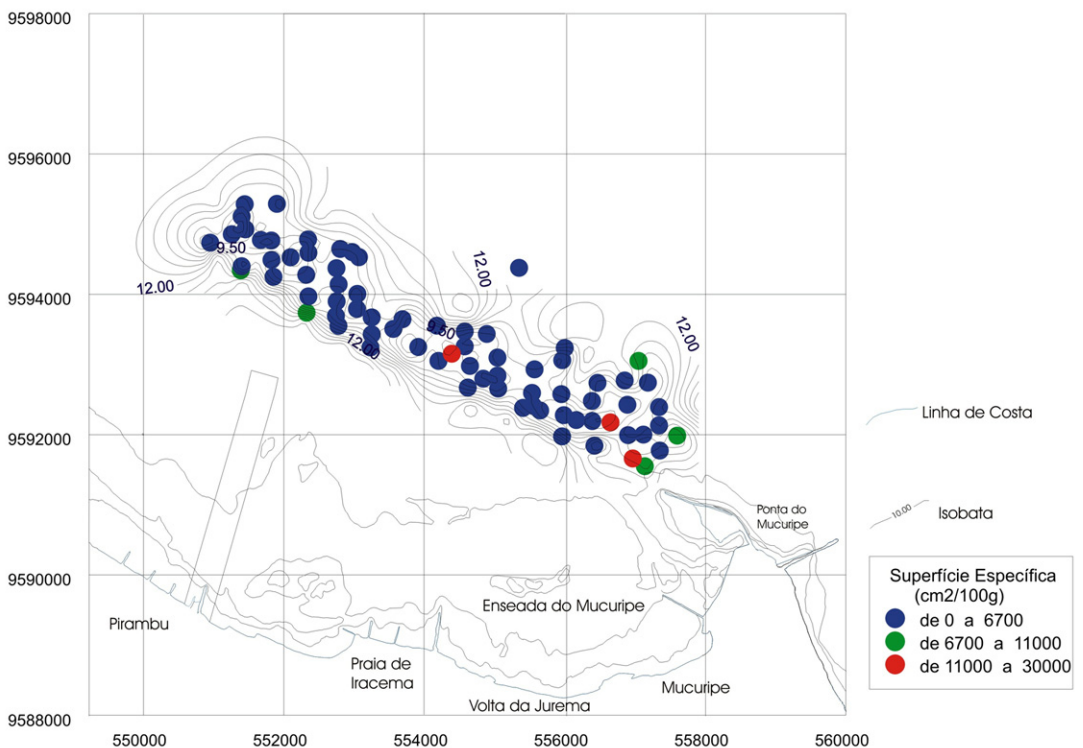 9598000
9596000
9594000
9592000
9590000
9588000
550000
552000
554000
556000
558000
560000
9.50
12.00
12.00
9.50
12.00
12.00
Pirambu
Praia de
Iracema
Volta da Jurema
Enseada do Mucuripe
Mucuripe
Ponta do
Mucuripe
Linha de Costa
10.00
Isobata
Superfície Específica
(cm2/100g)
de 0 a 6700
de 6700 a 11000
de 11000 a 30000